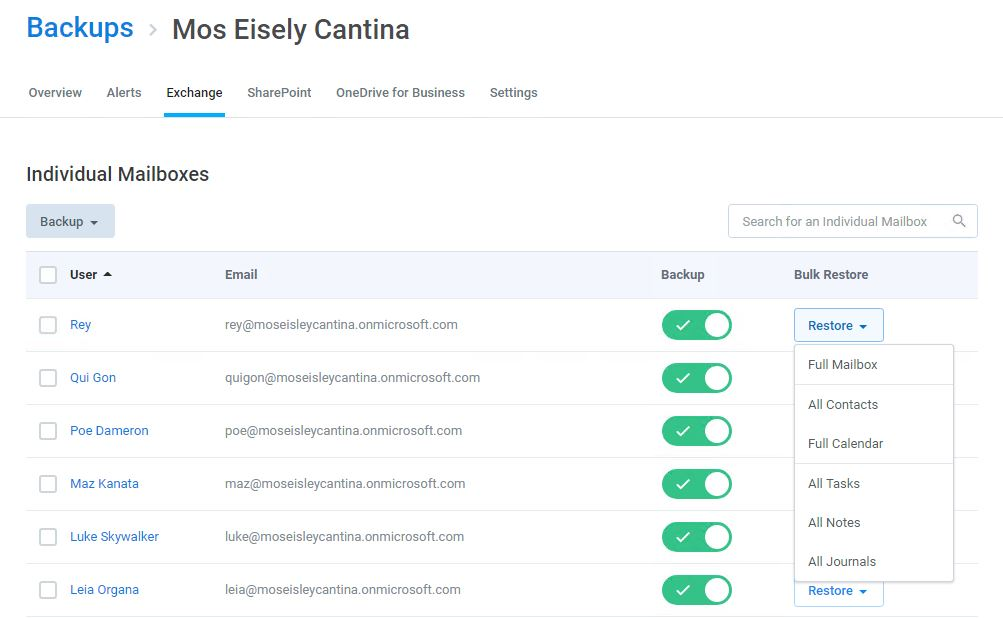 Backups > Mos Eisely Cantina
Overview Alerts Exchange SharePoint OneDrive for Business Settings
Individual Mailboxes
Backup Search for an Individual Mailbox
User Email Backup Bulk Restore
Rey rey@moseisleycantina.onmicrosoft.com Restore
Full Mailbox
Qui Gon quigon@moseisleycantina.onmicrosoft.com
All Contacts
Poe Dameron poe@moseisleycantina.onmicrosoft.com
Full Calendar
Maz Kanata maz@moseisleycantina.onmicrosoft.com All Tasks
All Notes
Luke Skywalker luke@moseisleycantina.onmicrosoft.com
All Journals
Leia Organa leia@moseisleycantina.onmicrosoft.com Restore